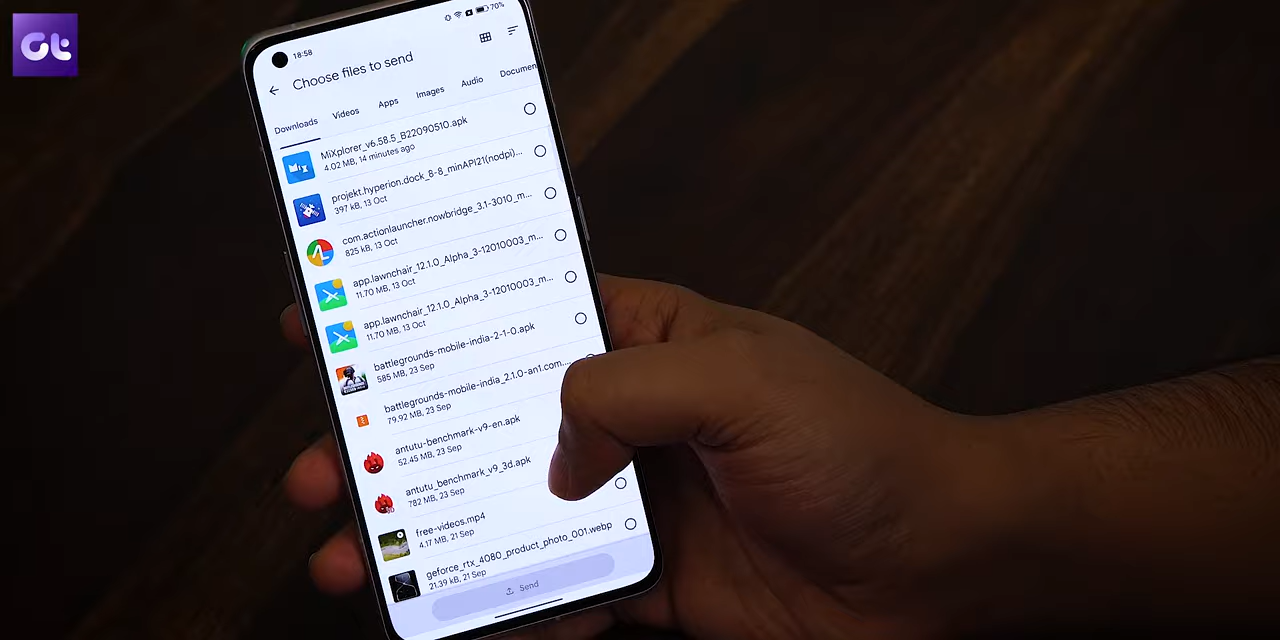 Gt
18:58
70%
Choose files to send
Downloads Videos Apps Images Audio Documen
MiXplorer_v6.58.5_B22090510.apk
4.02 MB, 14 minutes ago
projekt.hyperion.dock_8-8_minAPI21(nodpi)...
397 kB, 13 Oct
com.actionlauncher.nowbridge_3.1-3010_m...
825 kB, 13 Oct
app.lawnchair_12.1.0_Alpha_3-12010003_m...
11.70 MB, 13 Oct
app.lawnchair_12.1.0_Alpha_3-12010003_m...
11.70 MB, 13 Oct
battlegrounds-mobile-india-2-1-0.apk
585 MB, 23 Sep
battlegrounds-mobile-india_2.1.0-an1.com....
79.92 MB, 23 Sep
antutu-benchmark-v9-en.apk
52.45 MB, 23 Sep
antutu_benchmark_v9_3d.apk
782 MB, 23 Sep
free-videos.mp4
4.17 MB, 21 Sep
geforce_rtx_4080_product_photo_001.webp
21.39 kB, 21 Sep
Send